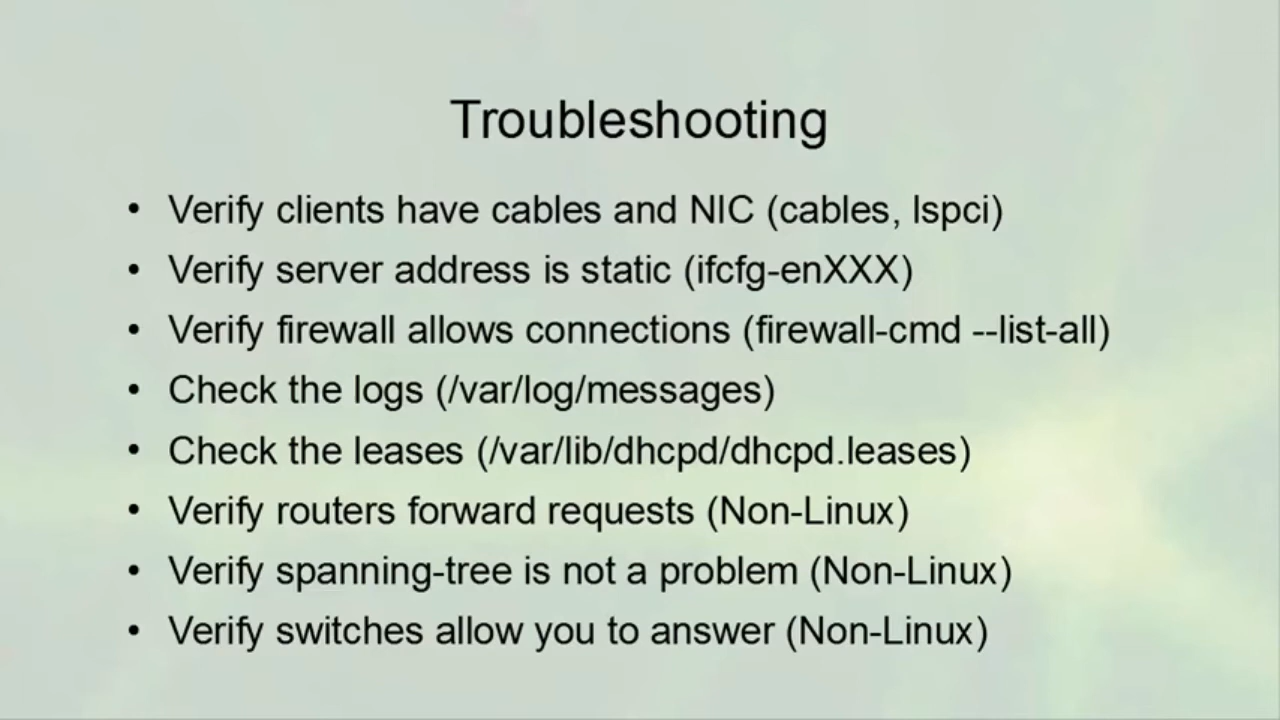 Troubleshooting
• Verify clients have cables and NIC (cables, lspci)
• Verify server address is static (ifcfg-enXXX)
• Verify firewall allows connections (firewall-cmd --list-all)
• Check the logs (/var/log/messages)
• Check the leases (/var/lib/dhcpd/dhcpd.leases)
• Verify routers forward requests (Non-Linux)
• Verify spanning-tree is not a problem (Non-Linux)
• Verify switches allow you to answer (Non-Linux)